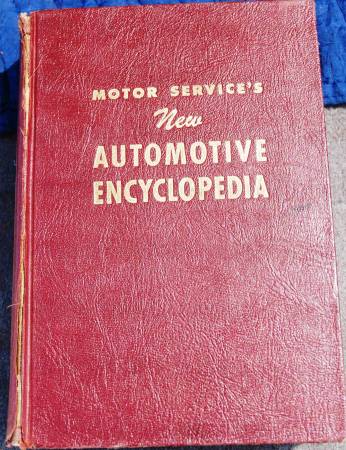 MOTOR SERVICE'S
New
AUTOMOTIVE
ENCYCLOPEDIA